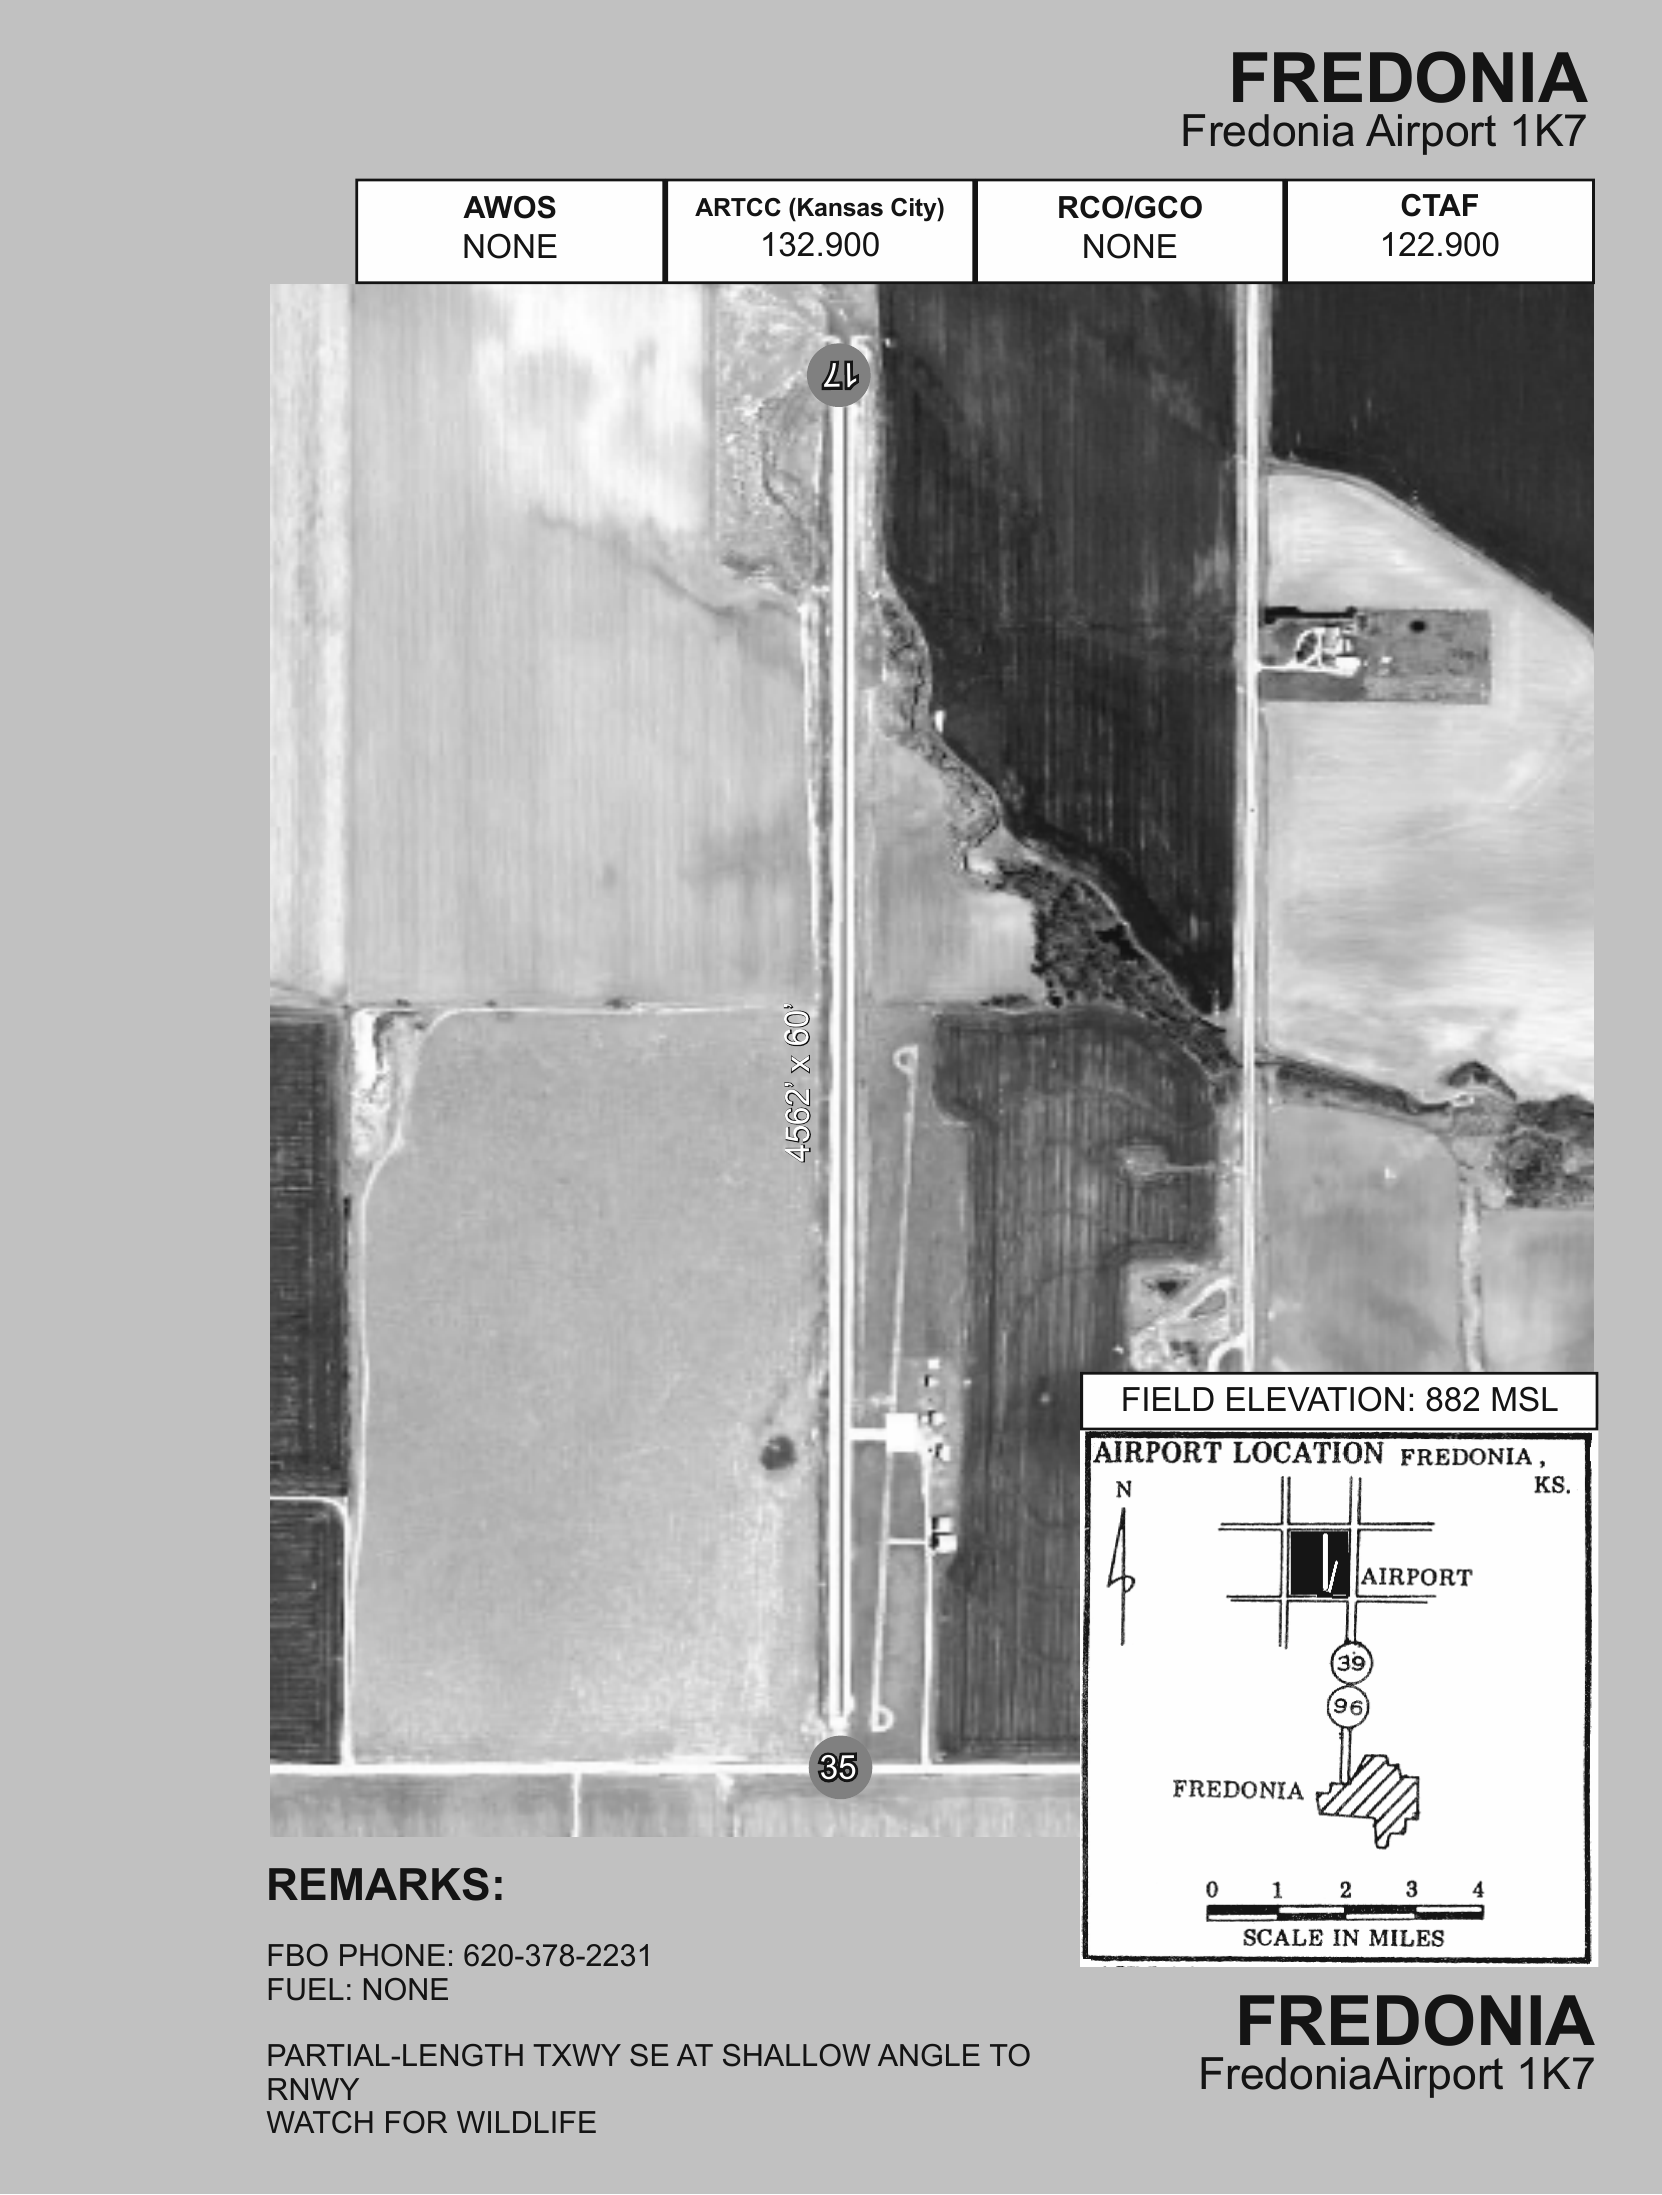 FREDONIA
Fredonia Airport 1K7
AWOS
NONE
ARTCC (Kansas City)
132.900
RCO/GCO
NONE
CTAF
122.900
17
4562' x 60'
35
FIELD ELEVATION: 882 MSL
AIRPORT LOCATION FREDONIA,
KS.
N
AIRPORT
39
96
FREDONIA
0 1 2 3 4
SCALE IN MILES
REMARKS:
FBO PHONE: 620-378-2231
FUEL: NONE
PARTIAL-LENGTH TXWY SE AT SHALLOW ANGLE TO
RNWY
WATCH FOR WILDLIFE
FREDONIA
FredoniaAirport 1K7